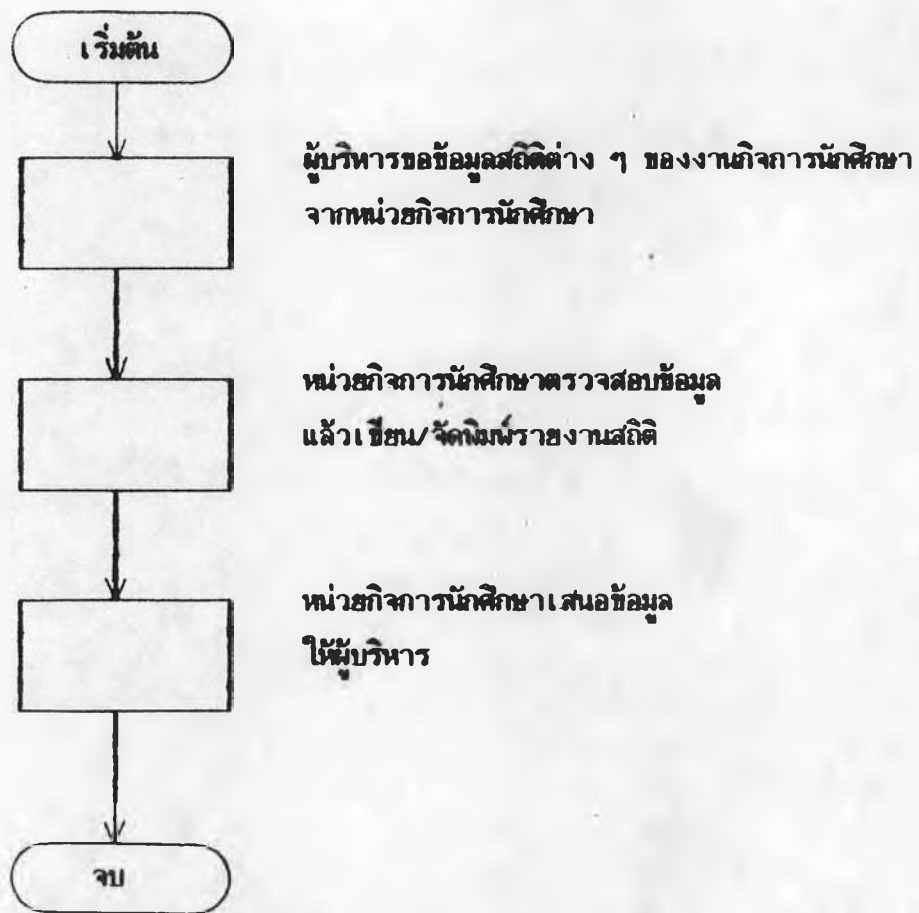 เริ่มต้น
ผู้บริหารขอข้อมูลสถิติต่าง ๆ ของงานกิจการนักศึกษา
จากหน่วยกิจการนักศึกษา
หน่วยกิจการนักศึกษาตรวจสอบข้อมูล
แล้วเขียน/จัดพิมพ์รายงานสถิติ
หน่วยกิจการนักศึกษาเสนอข้อมูล
ให้ผู้บริหาร
จบ